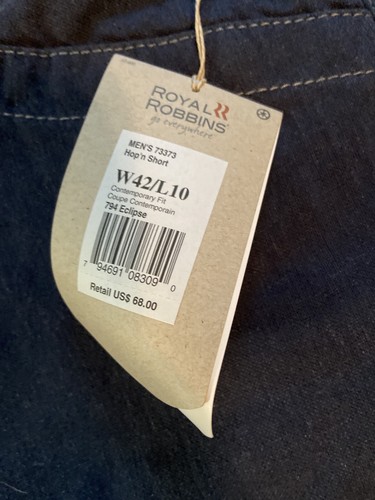 ROYAL
ROBBINS
go everywhere
MEN'S 73373
Hop'n Short
W42/L10
Contemporary Fit
Coupe Contemporain
794 Eclipse
7 94691 08309 0
Retail US$ 68.00